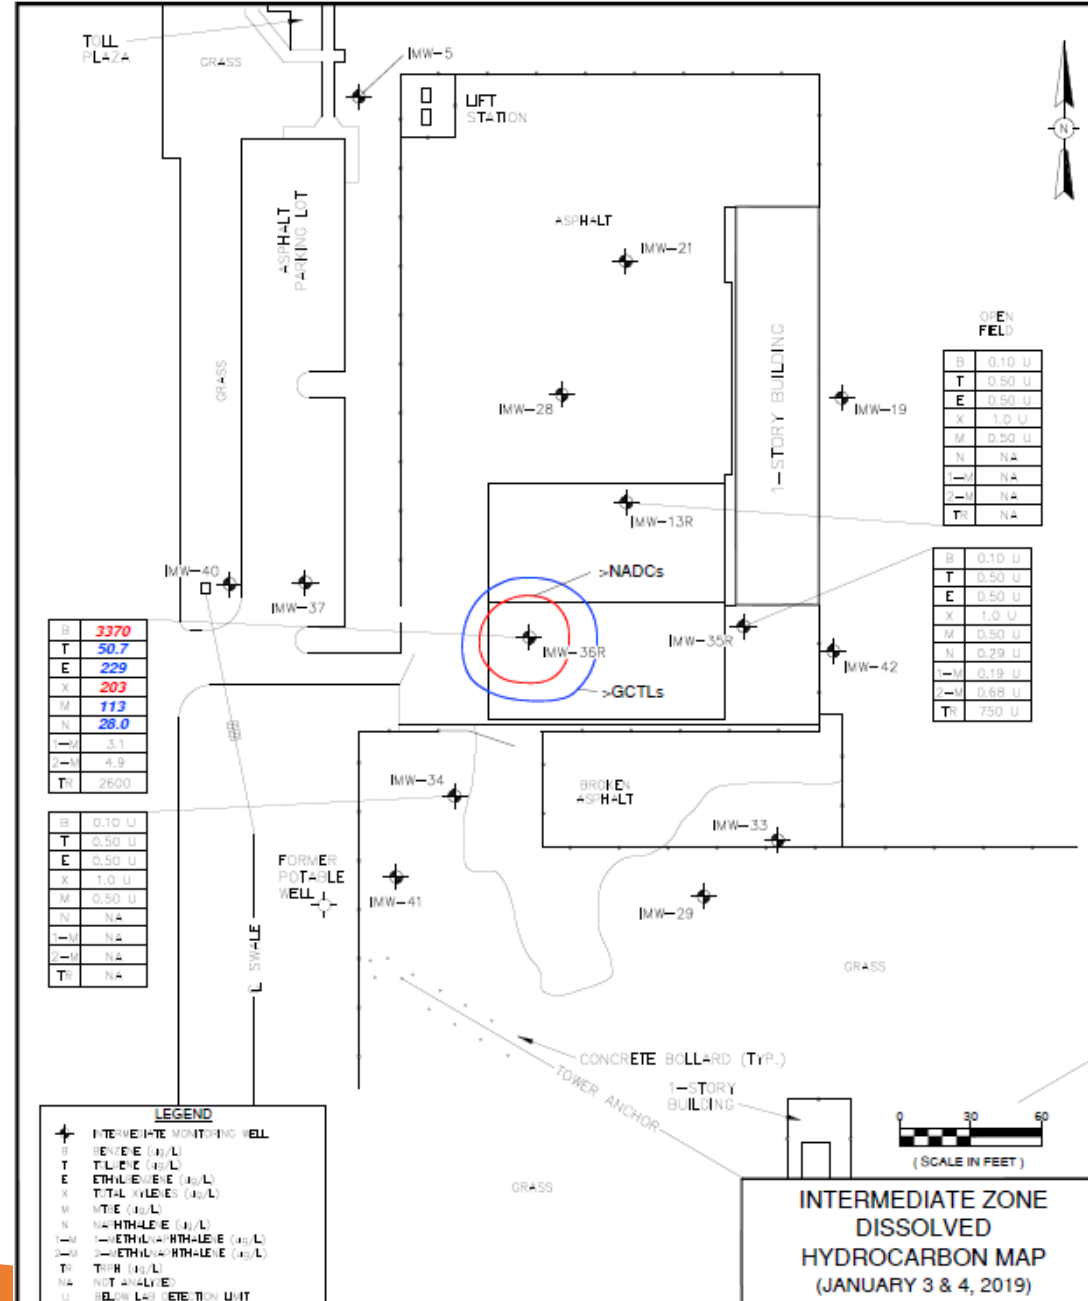 TOLL
PLAZA
GRASS
IMW-5
LIFT
STATION
N
ASPHALT
PARKING LOT
ASPHALT
IMW-21
OPEN
FIELD
GRASS
IMW-28
1-STORY BUILDING
IMW-19
B 0.10 U
T 0.50 U
E 0.50 U
X 1.0 U
M 0.50 U
N NA
1-M NA
2-M NA
TR NA
IMW-13R
IMW-40
IMW-37
>NADCs
IMW-36R
IMW-35R
IMW-42
>GCTLs
B 0.10 U
T 0.50 U
E 0.50 U
X 1.0 U
M 0.50 U
N 0.29 U
1-M 0.19 U
2-M 0.68 U
TR 750 U
B 3370
T 50.7
E 229
X 203
M 113
N 28.0
1-M 3.1
2-M 4.9
TR 2600
IMW-34
BROKEN
ASPHALT
IMW-33
B 0.10 U
T 0.50 U
E 0.50 U
X 1.0 U
M 0.50 U
N NA
1-M NA
2-M NA
TR NA
FORMER
POTABLE
WELL
IMW-41
IMW-29
GRASS
C
L SWALE
CONCRETE BOLLARD (TYP.)
TOWER ANCHOR
1-STORY
BUILDING
GRASS
0 30 60
( SCALE IN FEET )
LEGEND
INTERMEDIATE MONITORING WELL
B BENZENE (ug/L)
T TOLUENE (ug/L)
E ETHYLBENZENE (ug/L)
X TOTAL XYLENES (ug/L)
M MTBE (ug/L)
N NAPHTHALENE (ug/L)
1-M 1-METHYLNAPHTHALENE (ug/L)
2-M 2-METHYLNAPHTHALENE (ug/L)
TR TRPH (ug/L)
NA NOT ANALYZED
U BELOW LAB DETECTION LIMIT
INTERMEDIATE ZONE
DISSOLVED
HYDROCARBON MAP
(JANUARY 3 & 4, 2019)